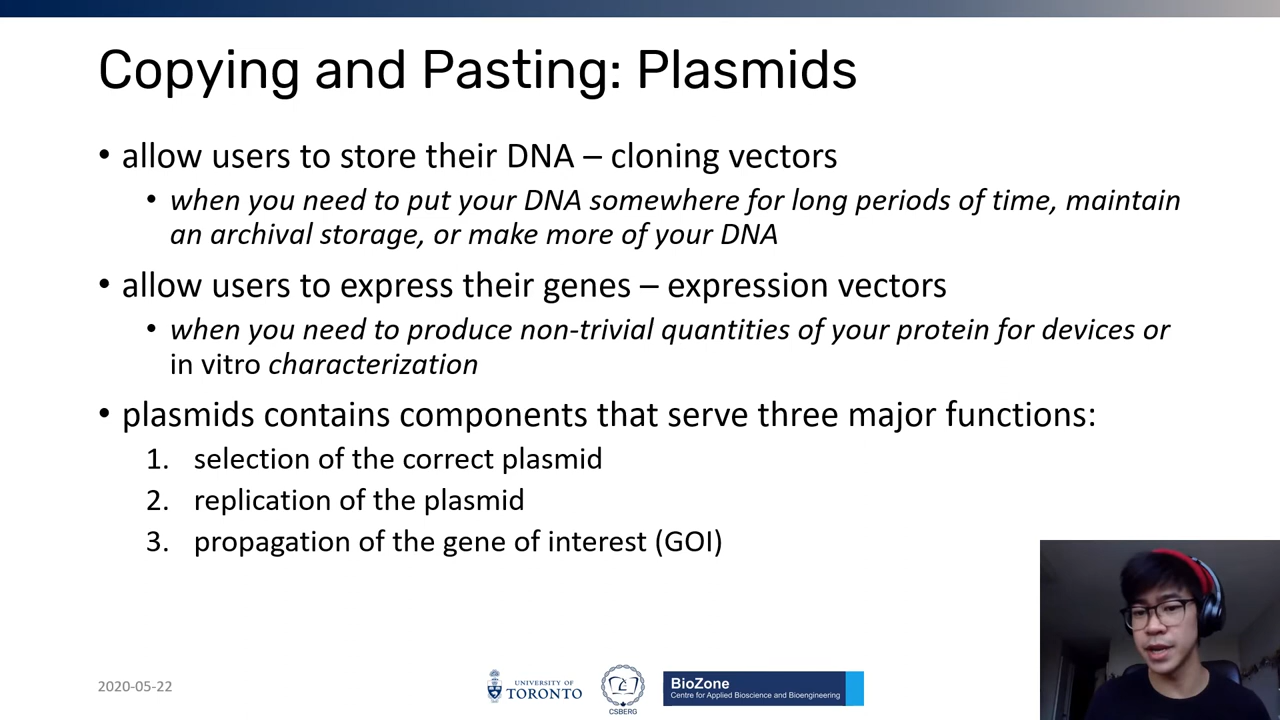 Copying and Pasting: Plasmids
• allow users to store their DNA – cloning vectors
• when you need to put your DNA somewhere for long periods of time, maintain
an archival storage, or make more of your DNA
• allow users to express their genes – expression vectors
• when you need to produce non-trivial quantities of your protein for devices or
in vitro characterization
• plasmids contains components that serve three major functions:
1. selection of the correct plasmid
2. replication of the plasmid
3. propagation of the gene of interest (GOI)
2020-05-22
UNIVERSITY OF
TORONTO
CSBERG
BioZone
Centre for Applied Bioscience and Bioengineering